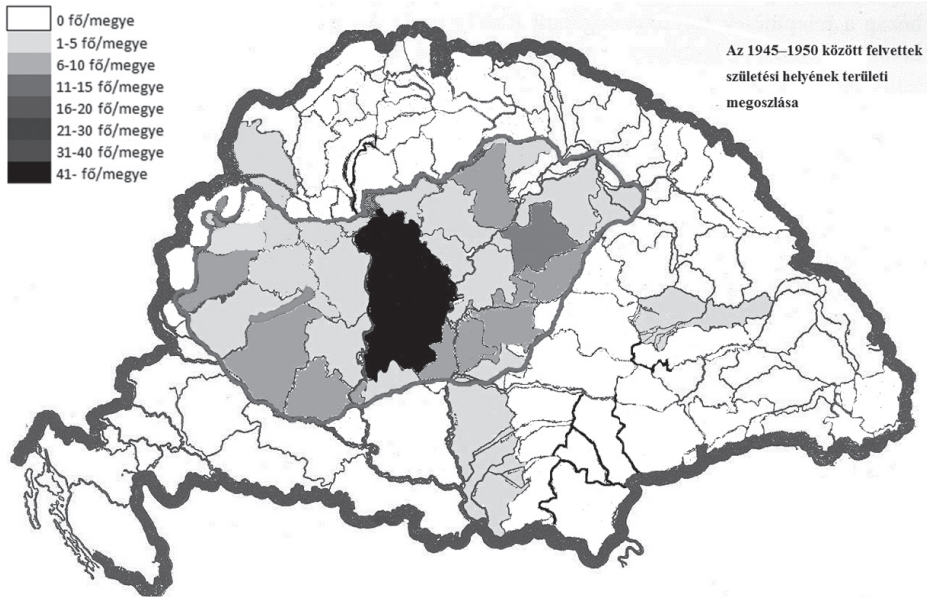 0 fő/megye
1-5 fő/megye
6-10 fő/megye
11-15 fő/megye
16-20 fő/megye
21-30 fő/megye
31-40 fő/megye
41- fő/megye
Az 1945–1950 között felvettek
születési helyének területi
megoszlása